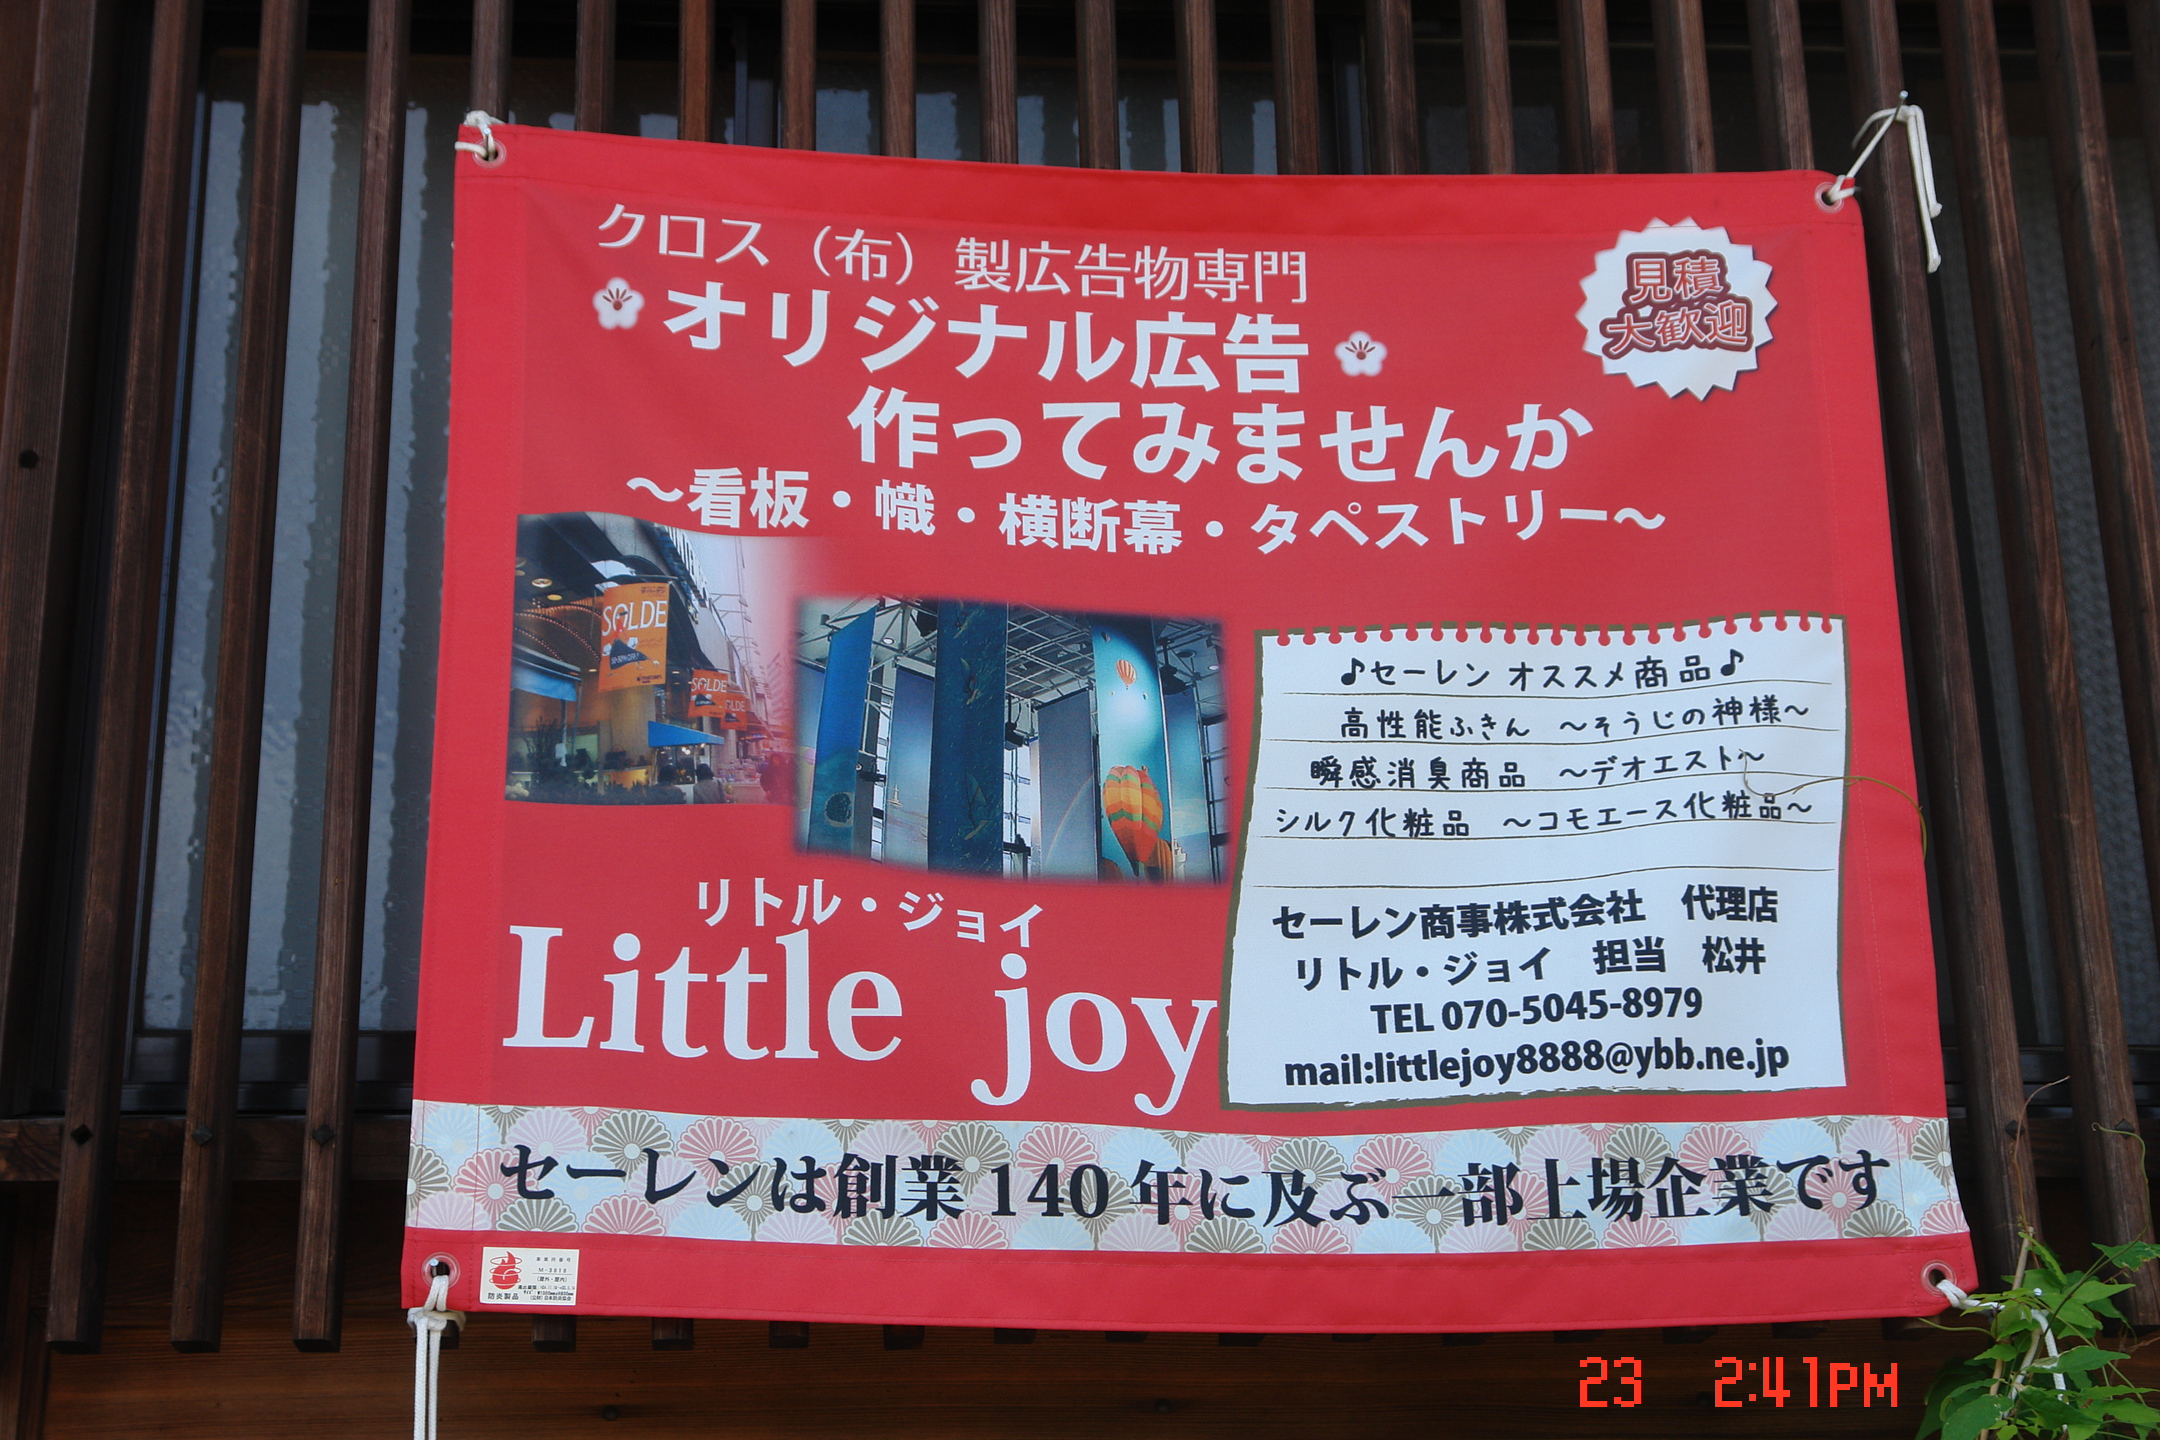 クロス（布）製広告物専門
オリジナル広告
作ってみませんか
～看板・幟・横断幕・タペストリー～
見積
大歓迎
SOLDE
SOLDE
♪セーレン オススメ商品♪
高性能ふきん ～そうじの神様～
瞬感消臭商品 ～デオエスト～
シルク化粧品 ～コモエース化粧品～
セーレン商事株式会社 代理店
リトル・ジョイ 担当 松井
TEL 070-5045-8979
mail:littlejoy8888@ybb.ne.jp
リトル・ジョイ
Little joy
セーレンは創業140年に及ぶ一部上場企業です
防炎製品
23 2:41PM